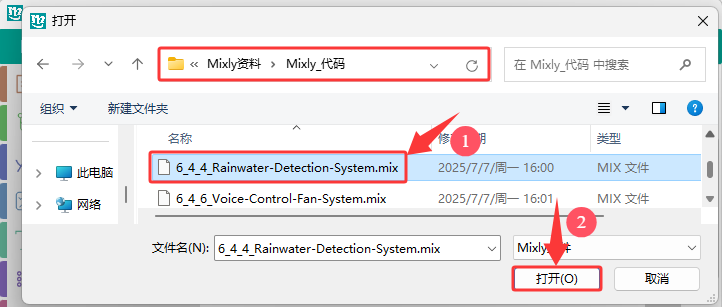 打开
Mixly资料 > Mixly_代码
在 Mixly_代码 中搜索
组织 新建文件夹
名称 修 日期 类型
1
6_4_4_Rainwater-Detection-System.mix 2025/7/7/周一 16:00 MIX 文件
此电脑
6_4_6_Voice-Control-Fan-System.mix 2025/7/7/周一 16:01 MIX 文件
网络
2
文件名(N): 6_4_4_Rainwater-Detection-System.mix Mixly 件
打开(O) 取消